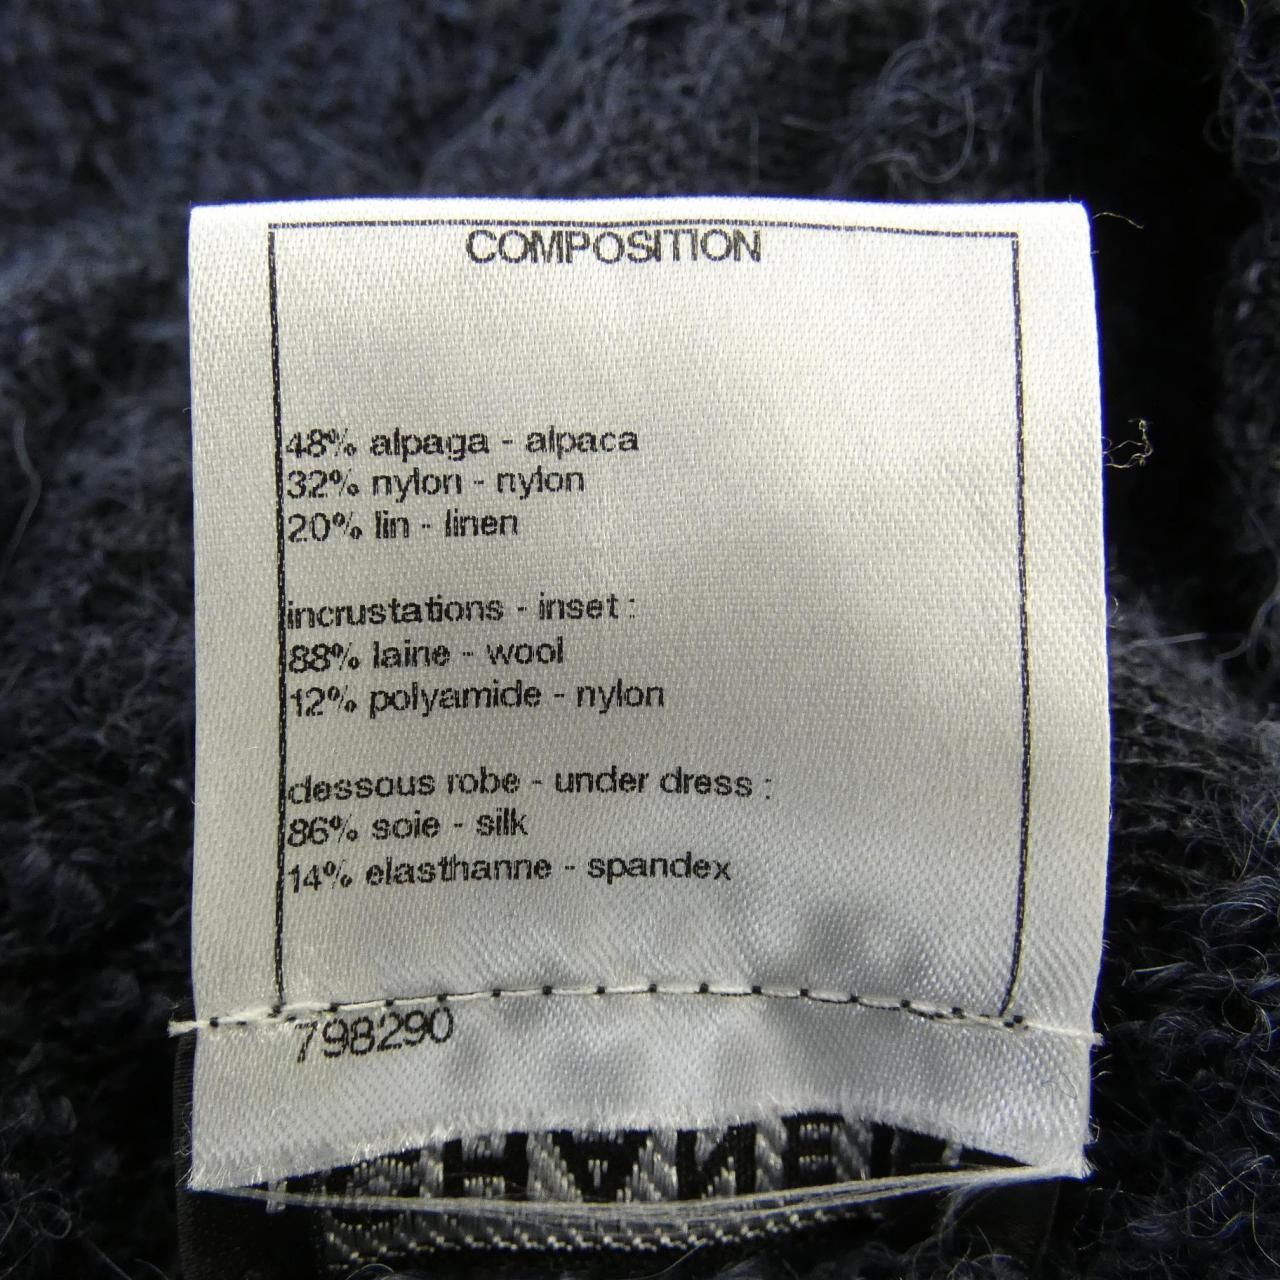 COMPOSITION
48% alpaga - alpaca
32% nylon - nylon
20% lin - linen
incrustations - inset :
88% laine - wool
12% polyamide - nylon
dessous robe - under dress :
86% soie - silk
14% elasthanne - spandex
798290